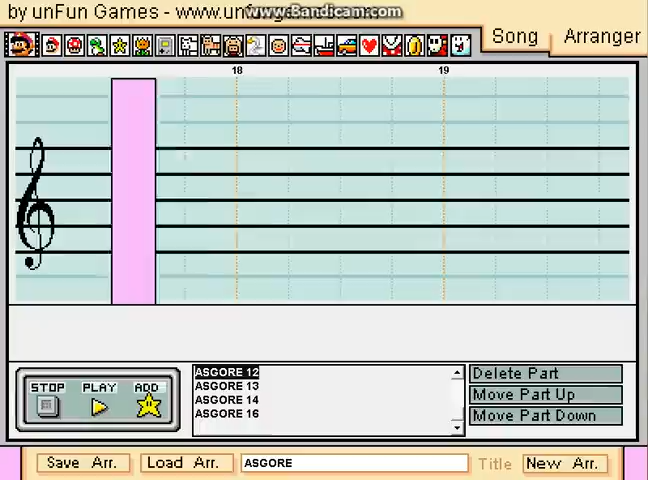 by unFun Games - www.unf
www.Bandicam.com
Song
Arranger
18
19
STOP
PLAY
ADD
ASGORE 12
ASGORE 13
ASGORE 14
ASGORE 16
Delete Part
Move Part Up
Move Part Down
Save Arr.
Load Arr.
ASGORE
Title
New Arr.